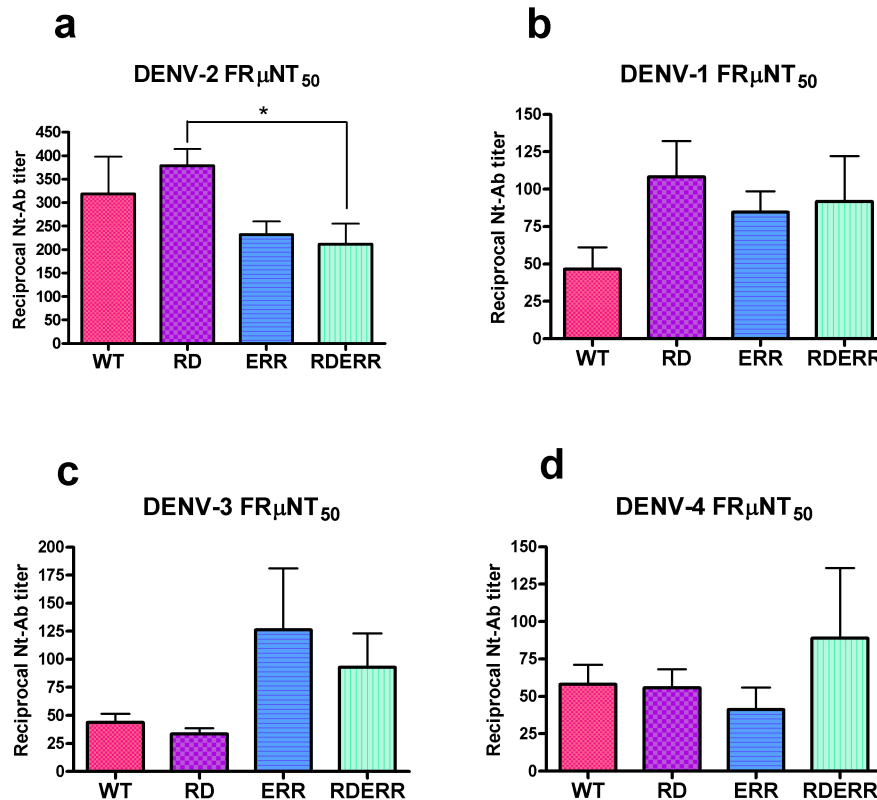 a
DENV-2 FRμNT50
*
Reciprocal Nt-Ab titer
450
400
350
300
250
200
150
100
50
0
WT RD ERR RDERR
b
DENV-1 FRμNT50
Reciprocal Nt-Ab titer
150
125
100
75
50
25
0
WT RD ERR RDERR
c
DENV-3 FRμNT50
Reciprocal Nt-Ab titer
200
175
150
125
100
75
50
25
0
WT RD ERR RDERR
d
DENV-4 FRμNT50
Reciprocal Nt-Ab titer
150
125
100
75
50
25
0
WT RD ERR RDERR